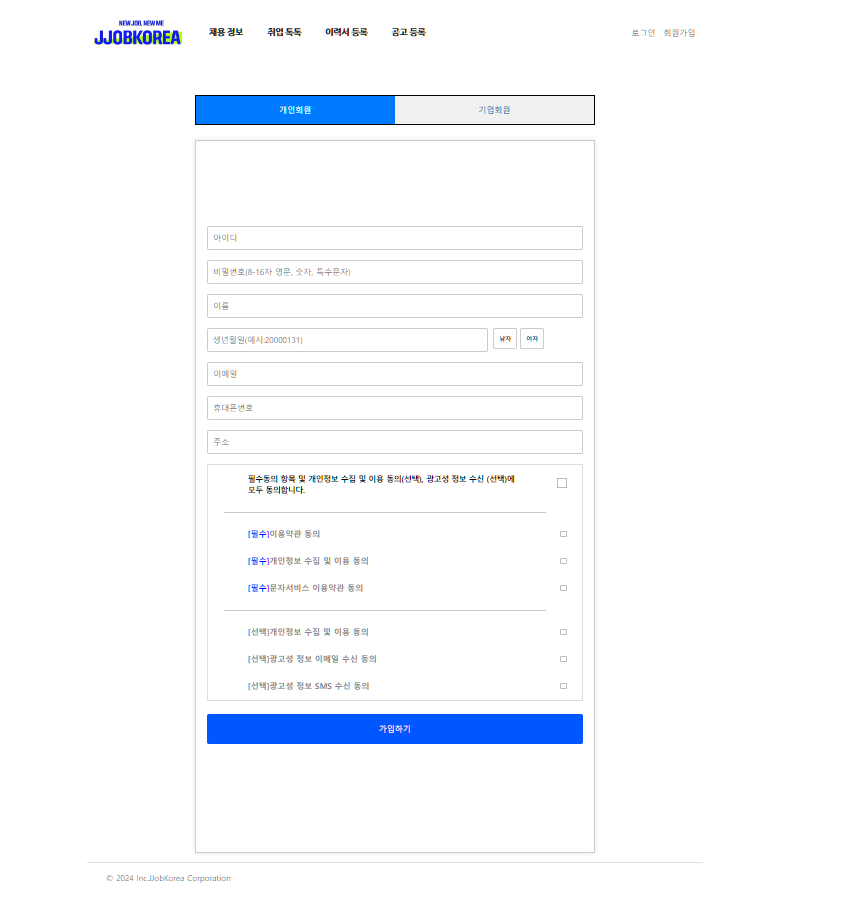 NEW JOB, NEW ME
JJOBKOREA
채용 정보 취업 톡톡 이력서 등록 공고 등록
로그인 회원가입
개인회원 기업회원
아이디
비밀번호(8-16자 영문, 숫자, 특수문자)
이름
생년월일(예시:20000131) 남자 여자
이메일
휴대폰번호
주소
필수동의 항목 및 개인정보 수집 및 이용 동의(선택), 광고성 정보 수신 (선택)에
모두 동의합니다.
[필수]이용약관 동의
[필수]개인정보 수집 및 이용 동의
[필수]문자서비스 이용약관 동의
[선택]개인정보 수집 및 이용 동의
[선택]광고성 정보 이메일 수신 동의
[선택]광고성 정보 SMS 수신 동의
가입하기
© 2024 Inc.JJobKorea Corporation